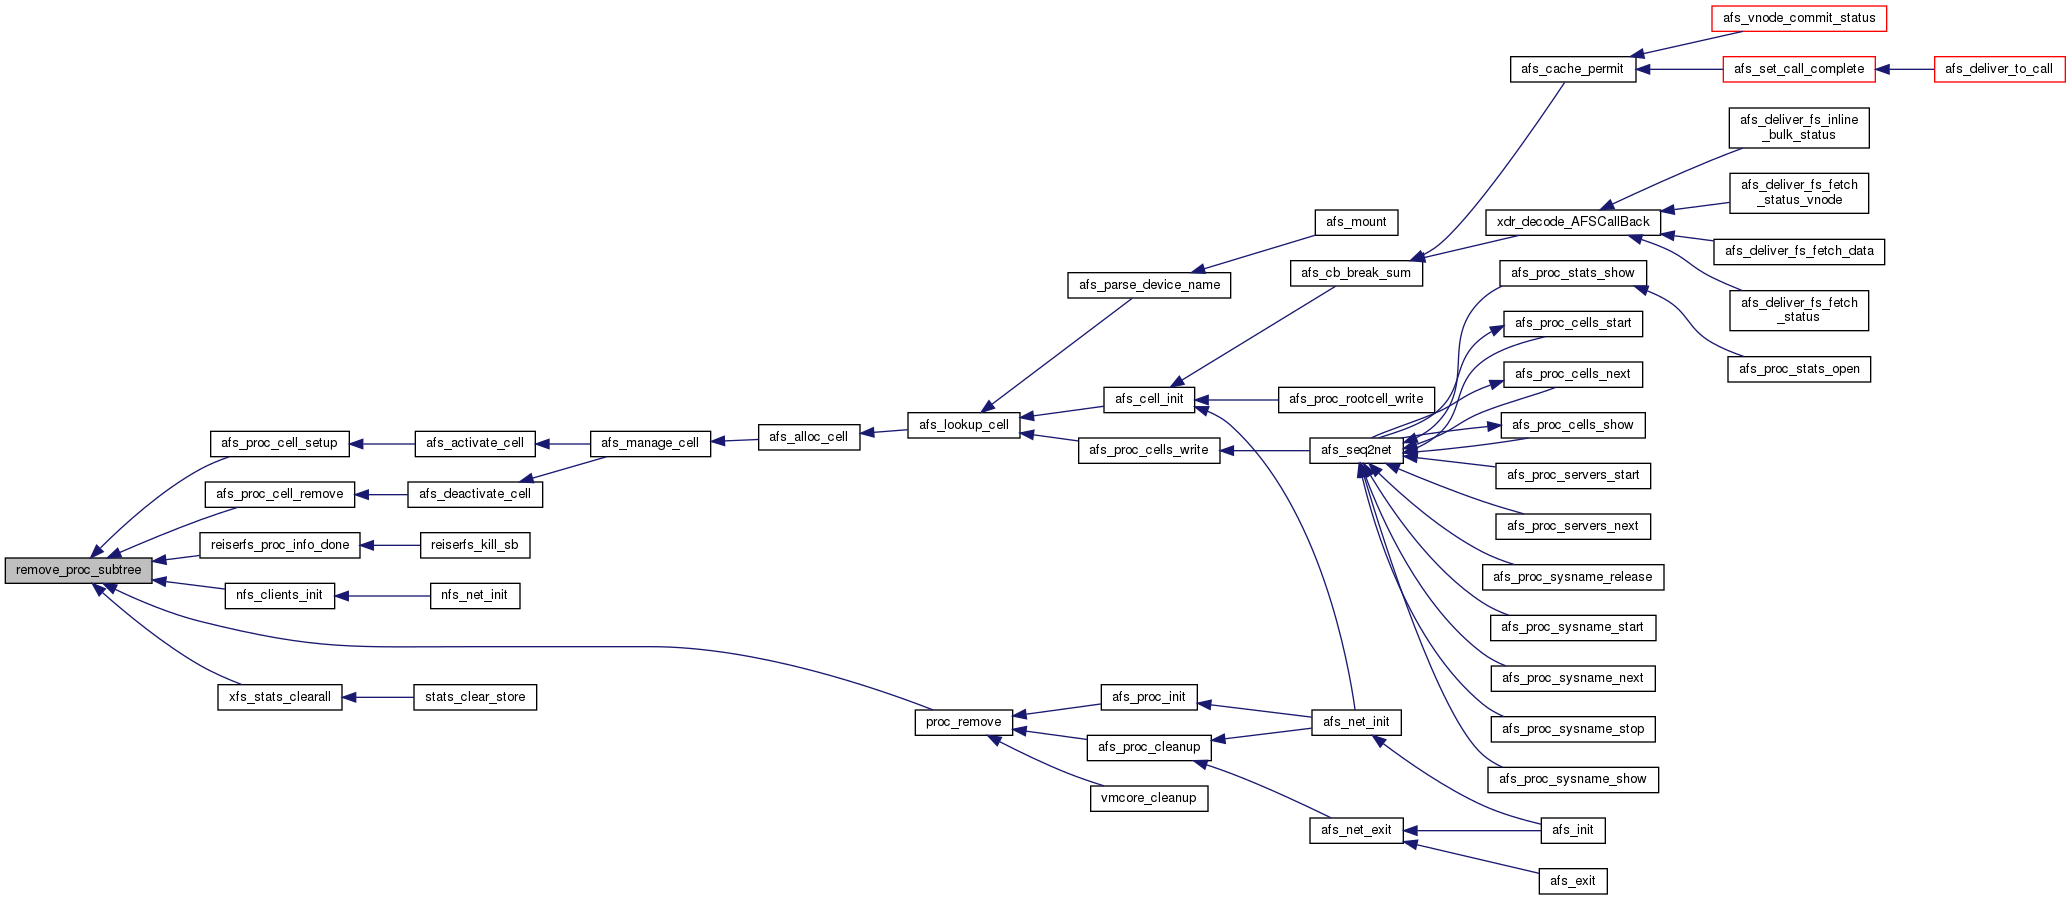 afs_vnode_commit_status
afs_cache_permit
afs_set_call_complete
afs_deliver_to_call
afs_deliver_fs_inline
_bulk_status
afs_deliver_fs_fetch
_status_vnode
afs_mount
xdr_decode_AFSCallBack
afs_deliver_fs_fetch_data
afs_parse_device_name
afs_cb_break_sum
afs_proc_stats_show
afs_deliver_fs_fetch
_status
afs_proc_cells_start
afs_proc_stats_open
afs_proc_cells_next
afs_cell_init
afs_proc_rootcell_write
afs_lookup_cell
afs_proc_cells_show
afs_proc_cell_setup
afs_activate_cell
afs_manage_cell
afs_alloc_cell
afs_proc_cells_write
afs_seq2net
afs_proc_servers_start
afs_proc_cell_remove
afs_deactivate_cell
afs_proc_servers_next
reiserfs_proc_info_done
reiserfs_kill_sb
remove_proc_subtree
afs_proc_sysname_release
nfs_clients_init
nfs_net_init
afs_proc_sysname_start
afs_proc_sysname_next
xfs_stats_clearall
stats_clear_store
afs_proc_init
proc_remove
afs_net_init
afs_proc_sysname_stop
afs_proc_cleanup
afs_proc_sysname_show
vmcore_cleanup
afs_net_exit
afs_init
afs_exit